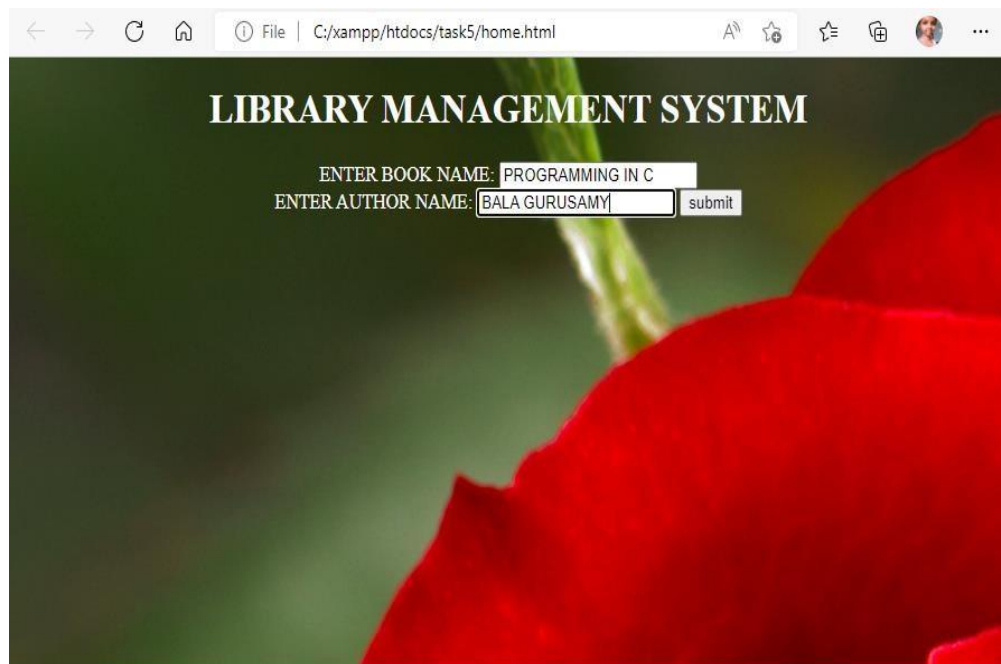 File | C:/xampp/htdocs/task5/home.html
LIBRARY MANAGEMENT SYSTEM
ENTER BOOK NAME: PROGRAMMING IN C
ENTER AUTHOR NAME: BALA GURUSAMY submit